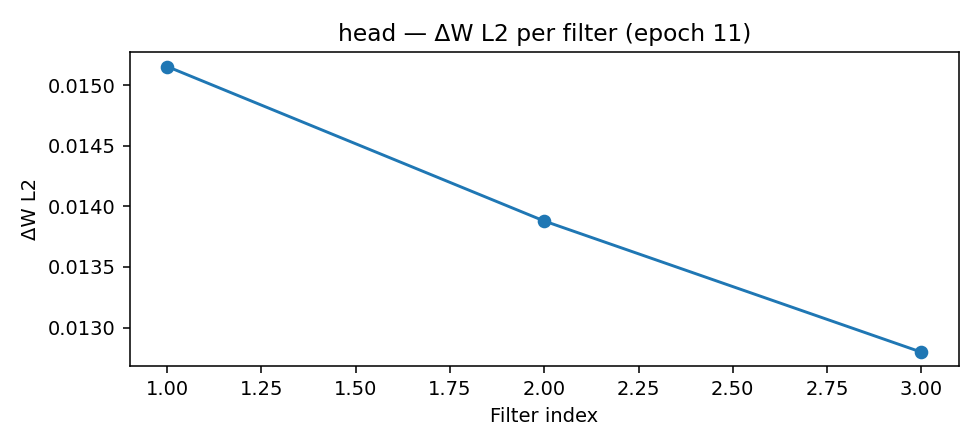 head — ΔW L2 per filter (epoch 11)
ΔW L2
0.0150
0.0145
0.0140
0.0135
0.0130
1.00 1.25 1.50 1.75 2.00 2.25 2.50 2.75 3.00
Filter index